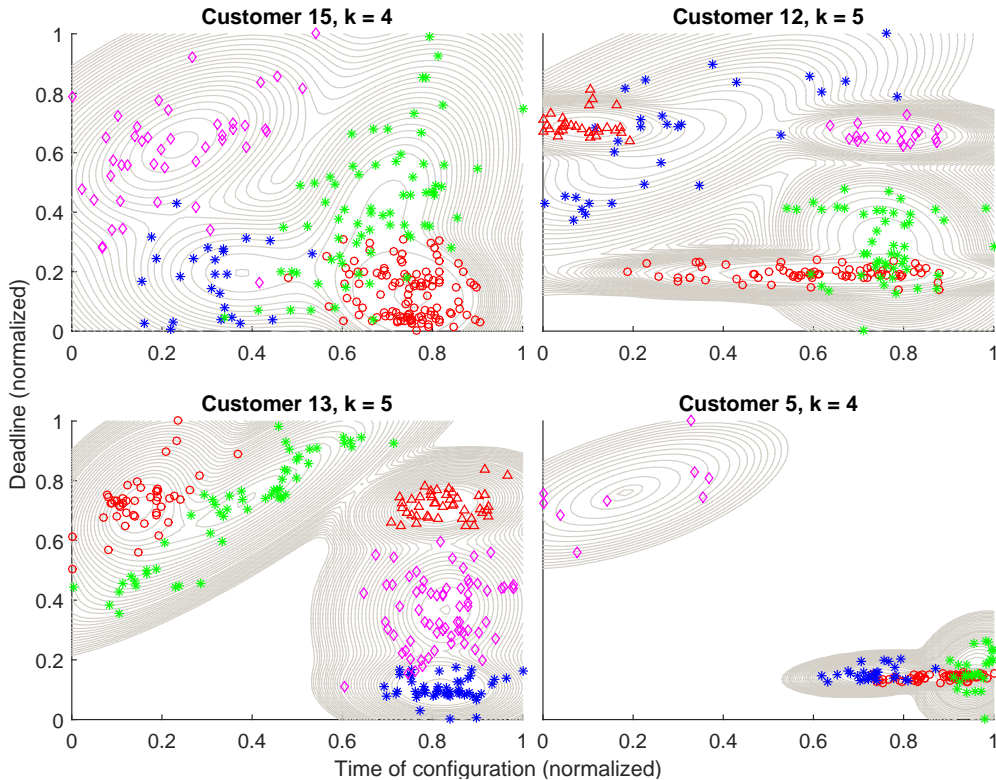 Customer 15, k = 4
Customer 12, k = 5
1
0.8
0.6
0.4
0.2
0
0 0.2 0.4 0.6 0.8 1
0.2 0.4 0.6 0.8 1
Customer 13, k = 5
Customer 5, k = 4
1
0.8
0.6
0.4
0.2
0
0 0.2 0.4 0.6 0.8 1
0.2 0.4 0.6 0.8 1
Deadline (normalized)
Time of configuration (normalized)